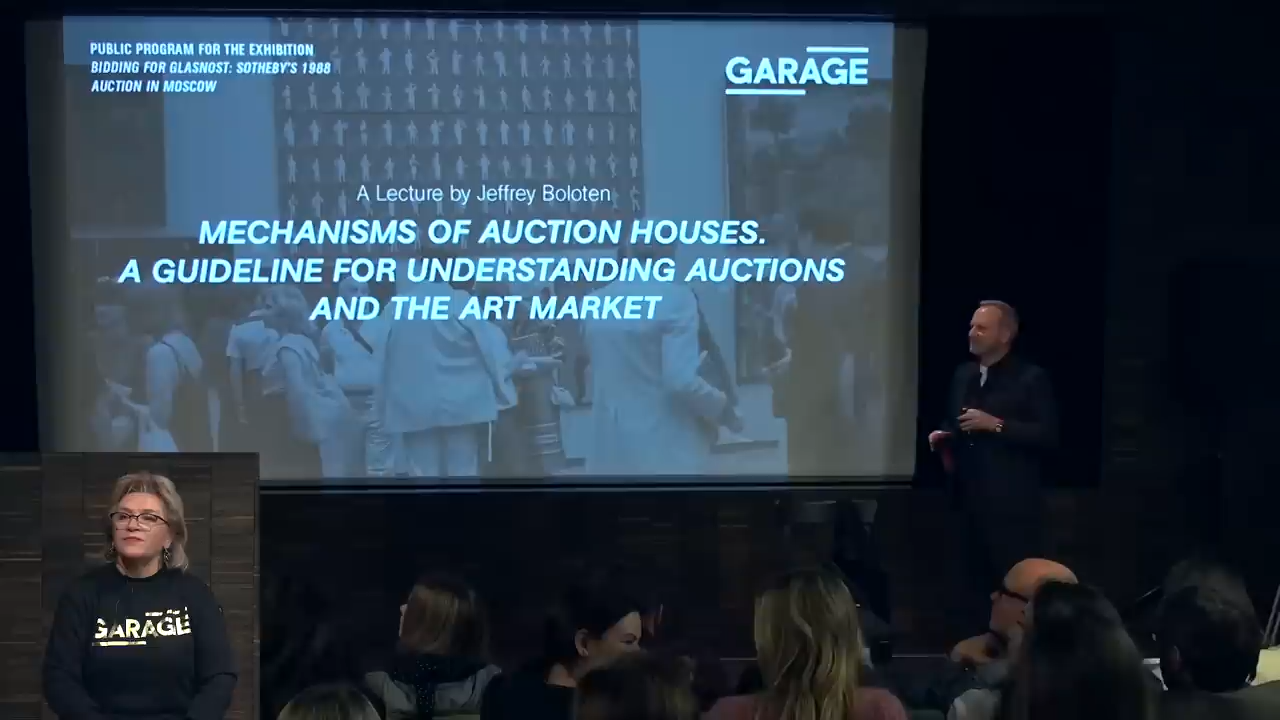 PUBLIC PROGRAM FOR THE EXHIBITION
BIDDING FOR GLASNOST: SOTHEBY'S 1988
AUCTION IN MOSCOW
GARAGE
A Lecture by Jeffrey Boloten
MECHANISMS OF AUCTION HOUSES.
A GUIDELINE FOR UNDERSTANDING AUCTIONS
AND THE ART MARKET
GARAGE